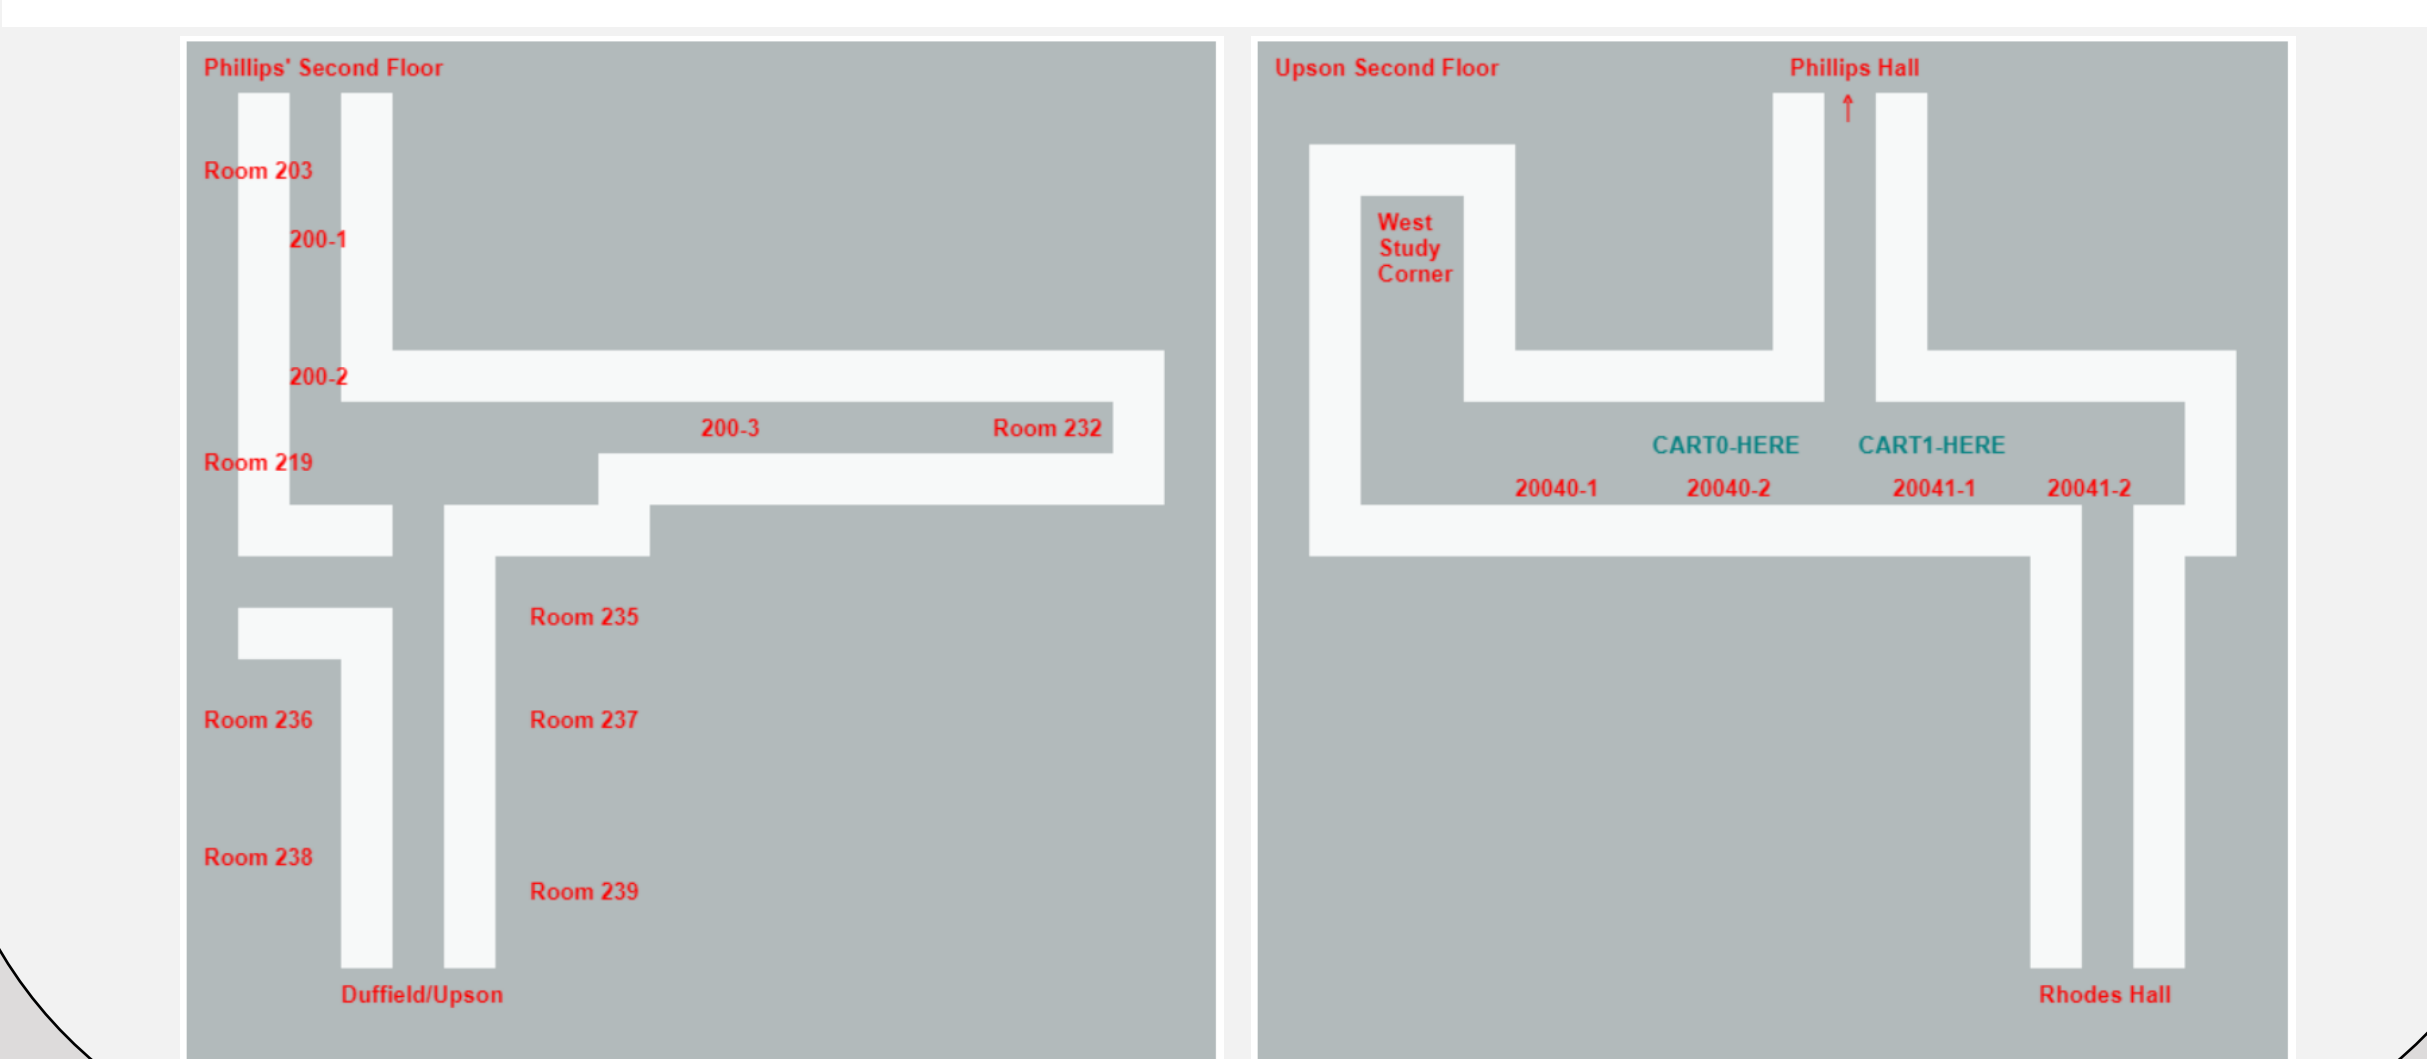 Phillips' Second Floor
Room 203
200-1
200-2
200-3
Room 232
Room 219
Room 235
Room 236
Room 237
Room 238
Room 239
Duffield/Upson
Upson Second Floor
Phillips Hall
↑
West
Study
Corner
CART0-HERE
CART1-HERE
20040-1
20040-2
20041-1
20041-2
Rhodes Hall